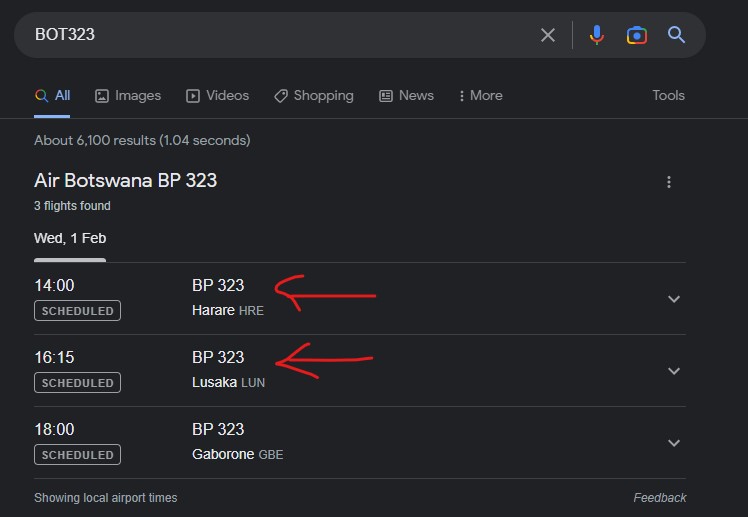 BOT323
All Images Videos Shopping News More Tools
About 6,100 results (1.04 seconds)
Air Botswana BP 323
3 flights found
Wed, 1 Feb
14:00 BP 323
SCHEDULED Harare HRE
16:15 BP 323
SCHEDULED Lusaka LUN
18:00 BP 323
SCHEDULED Gaborone GBE
Showing local airport times Feedback